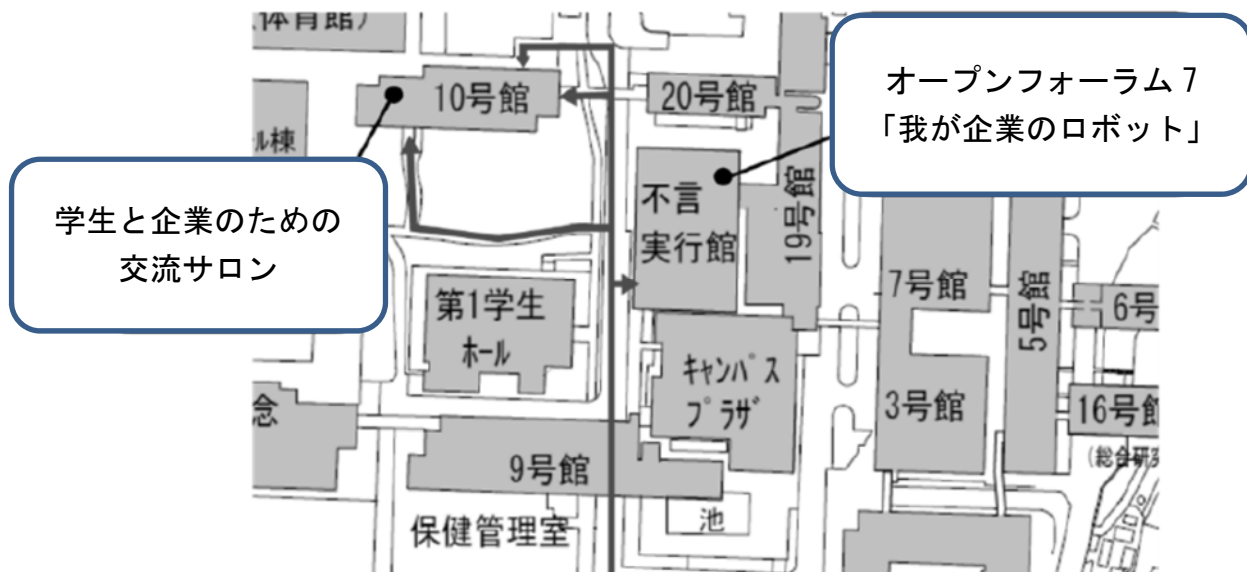 体育館)
10号館
20号館
オープンフォーラム 7
「我が企業のロボット」
ル棟
学生と企業のための
交流サロン
不言
実行館
19号館
第1学生
ホール
7号館
5号館
6号
キャンパス
プラザ
3号館
16号館
(総合研究
念
9号館
池
保健管理室